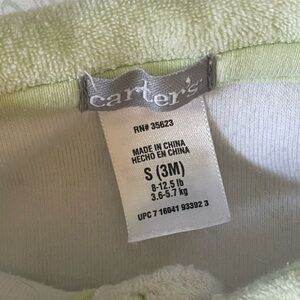 carter's
RN# 35623
MADE IN CHINA
HECHO EN CHINA
S (3M)
8-12.5 lb
3.6-5.7 kg
UPC 7 16041 93392 3